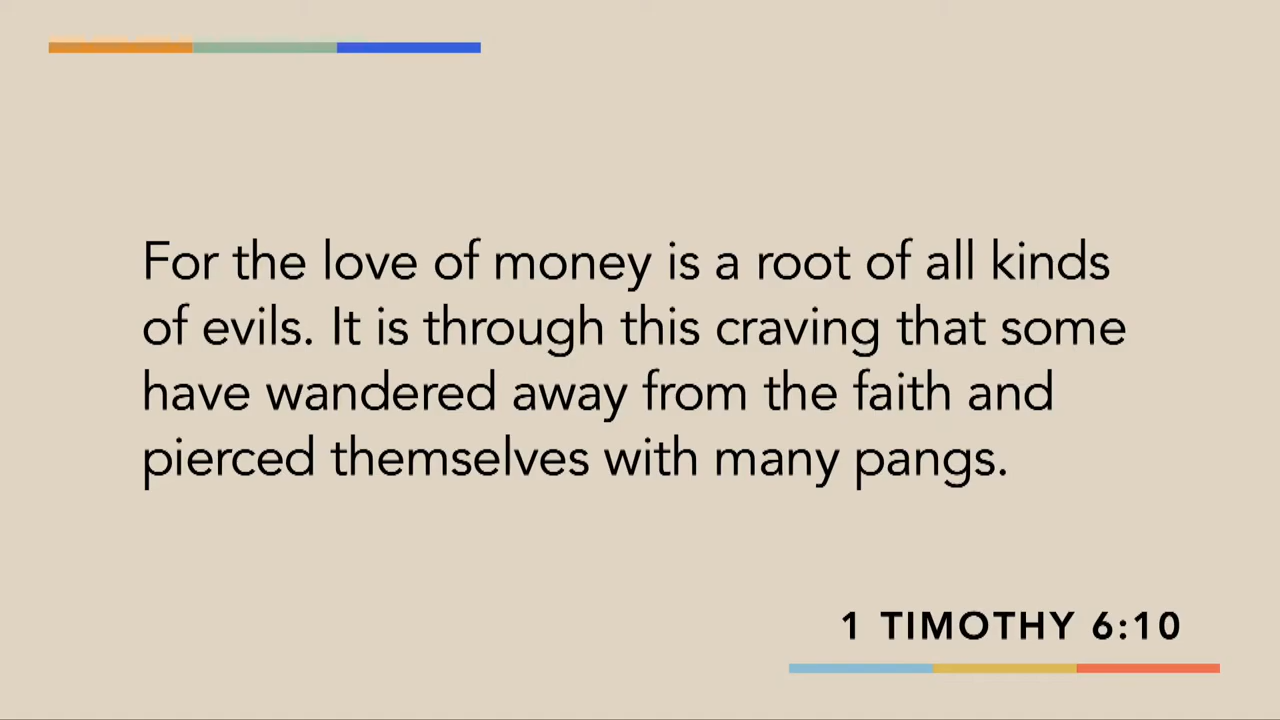 For the love of money is a root of all kinds
of evils. It is through this craving that some
have wandered away from the faith and
pierced themselves with many pangs.
1 TIMOTHY 6:10